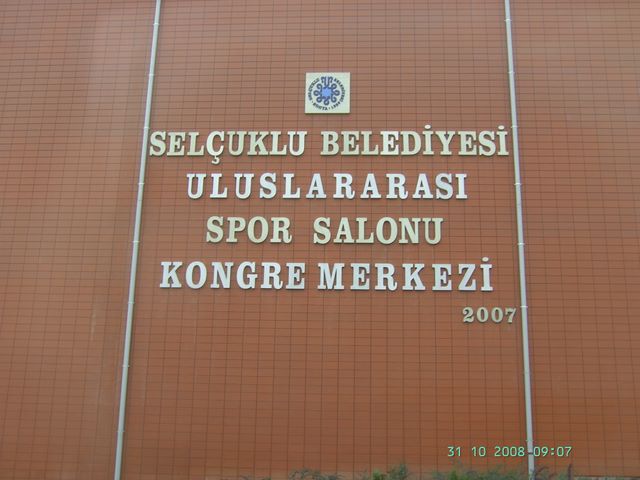 SELÇUKLU BELEDİYESİ
ULUSLARARASI
SPOR SALONU
KONGRE MERKEZİ
2007
31 10 2008 09:07